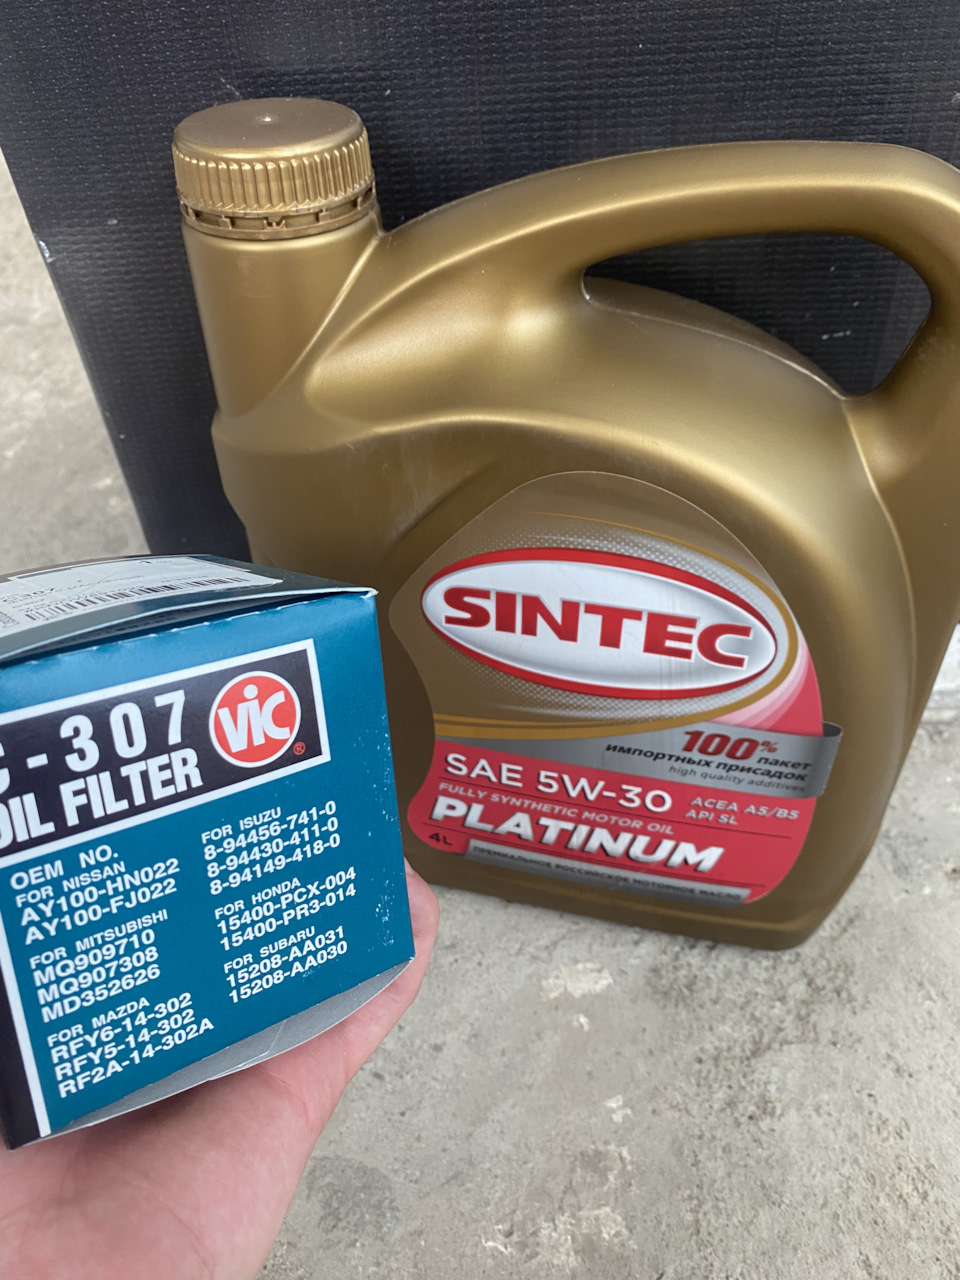 SINTEC
100%
пакет
импортных присадок
high quality additives
SAE 5W-30
ACEA A5/B5
API SL
FULLY SYNTHETIC MOTOR OIL
PLATINUM
4L
ПРЕМИАЛЬНОЕ РОССИЙСКОЕ МОТОРНОЕ МАСЛО
C-307
VIC
®
OIL FILTER
OEM NO.
FOR NISSAN
AY100-HN022
AY100-FJ022
FOR MITSUBISHI
MQ909710
MQ907308
MD352626
FOR MAZDA
RFY6-14-302
RFY5-14-302
RF2A-14-302A
FOR ISUZU
8-94456-741-0
8-94430-411-0
8-94149-418-0
FOR HONDA
15400-PCX-004
15400-PR3-014
FOR SUBARU
15208-AA031
15208-AA030